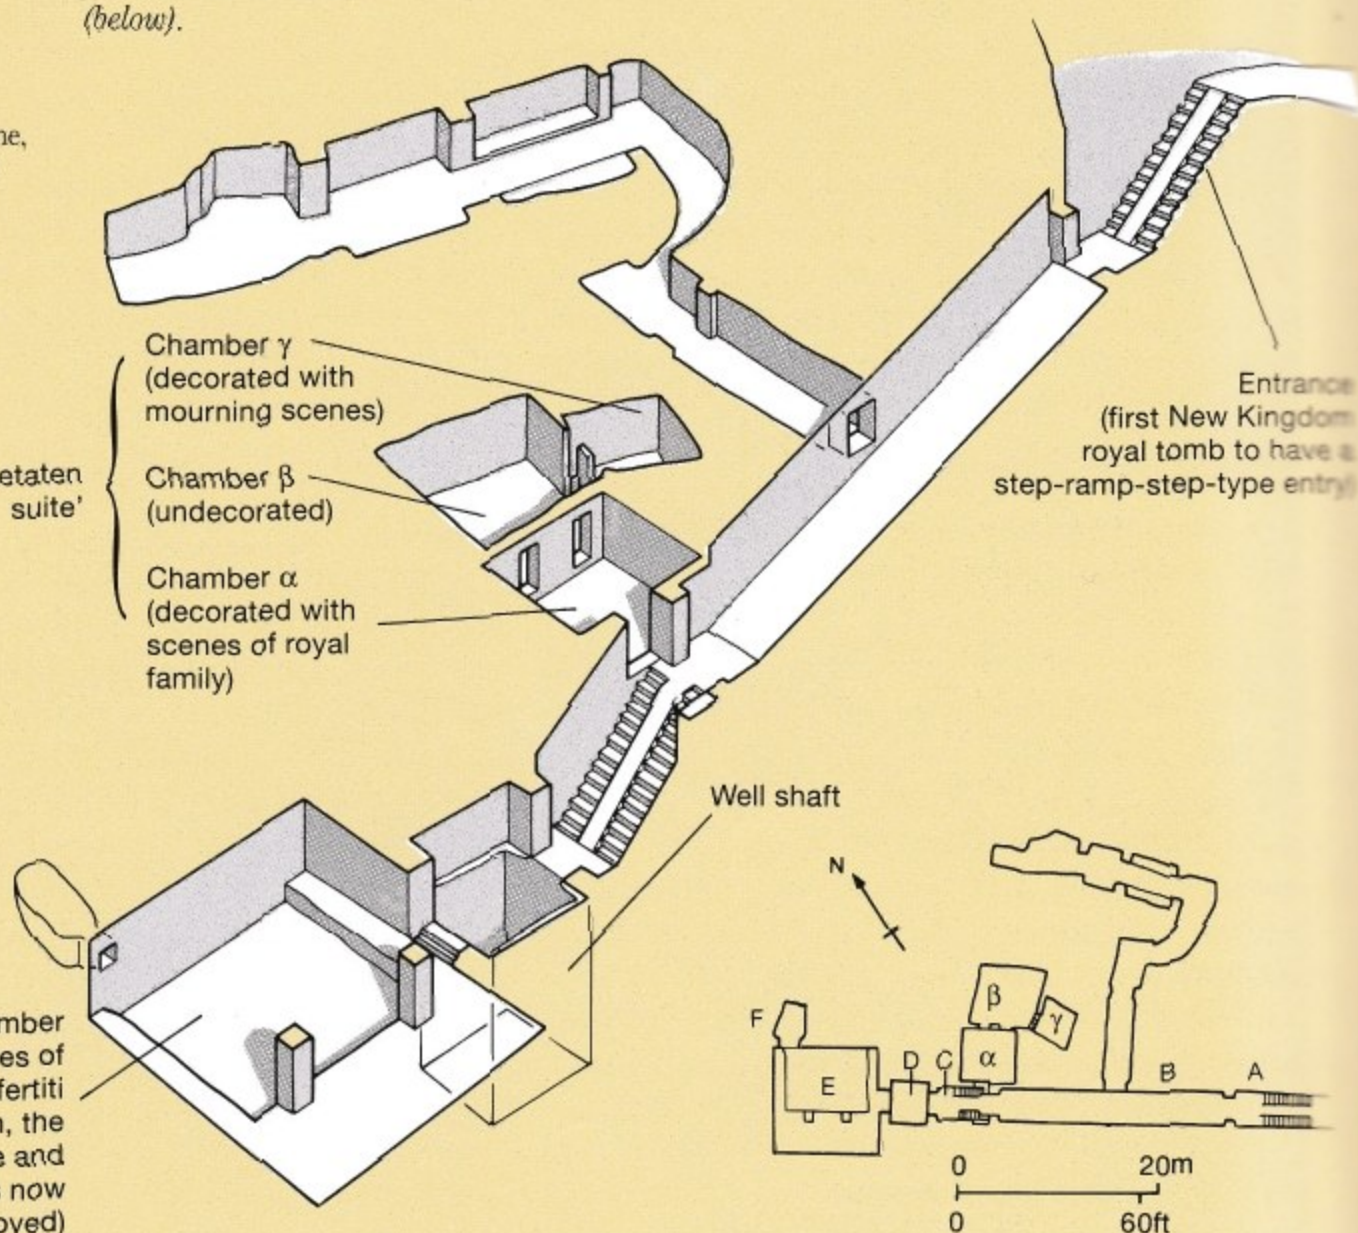 (below).
Chamber γ
(decorated with
mourning scenes)
Chamber β
(undecorated)
Chamber α
(decorated with
scenes of royal
family)
etaten
suite’
Entrance
(first New Kingdom
royal tomb to have a
step-ramp-step-type entry)
Well shaft
mber
es of
fertiti
, the
e and
now
oyed)
N
F
E
D
C
B
A
β
γ
α
0
20m
0
60ft